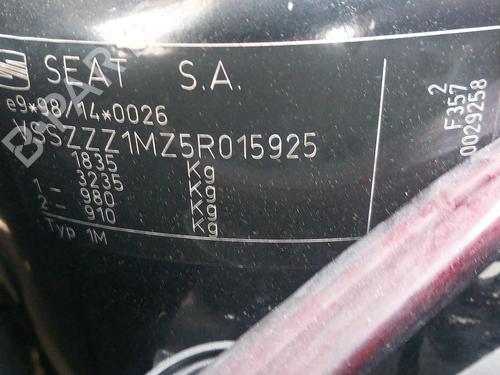 SEAT S.A.
e9*98/14*0026
VSSZZZ1MZ5R015925
1835 Kg
3235 Kg
1 - 980 Kg
2 - 910 Kg
Typ 1M
F357 2
0029258